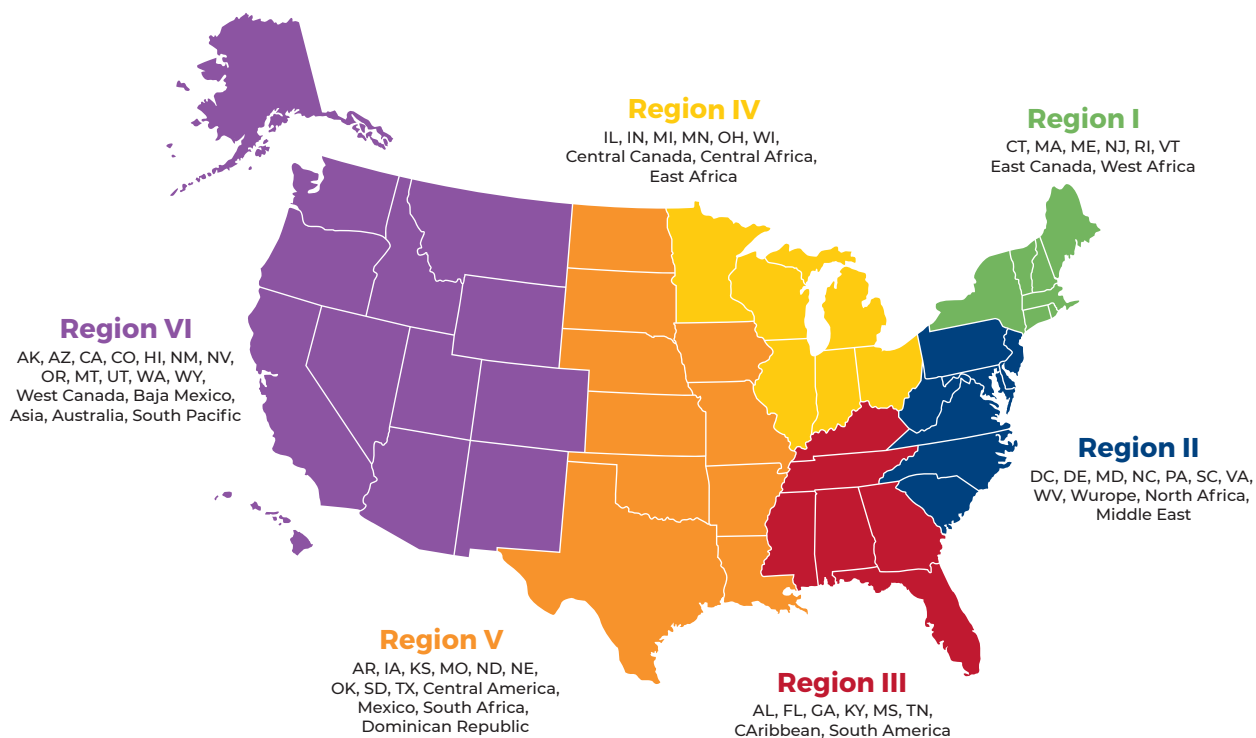 Region IV
IL, IN, MI, MN, OH, WI,
Central Canada, Central Africa,
East Africa
Region I
CT, MA, ME, NJ, RI, VT
East Canada, West Africa
Region VI
AK, AZ, CA, CO, HI, NM, NV,
OR, MT, UT, WA, WY,
West Canada, Baja Mexico,
Asia, Australia, South Pacific
Region II
DC, DE, MD, NC, PA, SC, VA,
WV, Wurope, North Africa,
Middle East
Region V
AR, IA, KS, MO, ND, NE,
OK, SD, TX, Central America,
Mexico, South Africa,
Dominican Republic
Region III
AL, FL, GA, KY, MS, TN,
CAribbean, South America